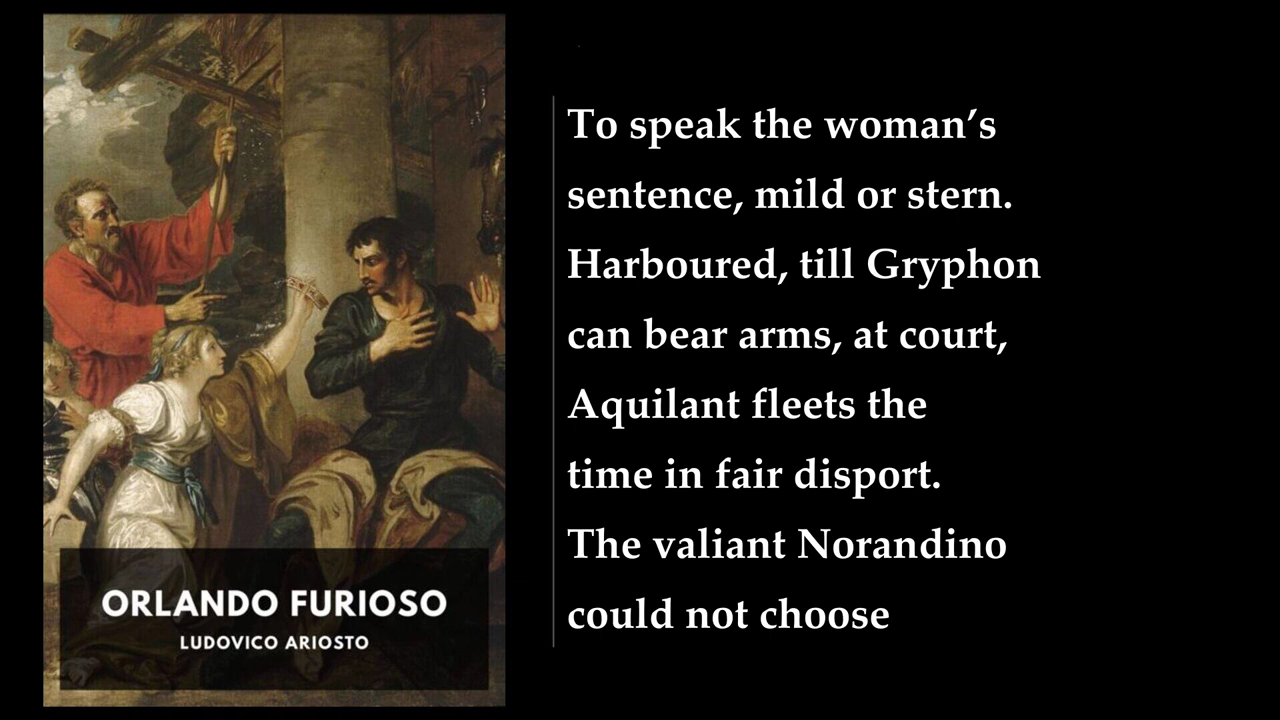 ORLANDO FURIOSO
LUDOVICO ARIOSTO
To speak the woman’s
sentence, mild or stern.
Harboured, till Gryphon
can bear arms, at court,
Aquilant fleets the
time in fair disport.
The valiant Norandino
could not choose